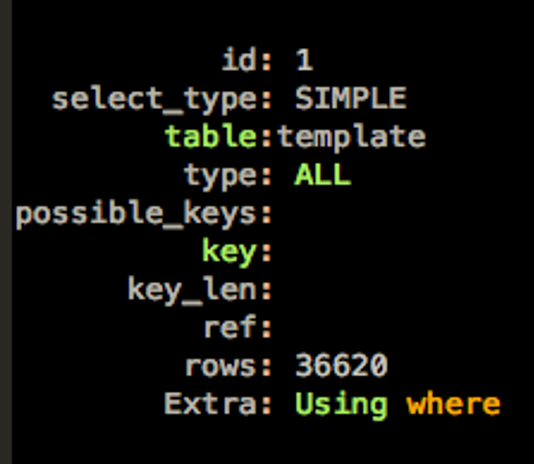 id: 1
select_type: SIMPLE
table:template
type: ALL
possible_keys:
key:
key_len:
ref:
rows: 36620
Extra: Using where